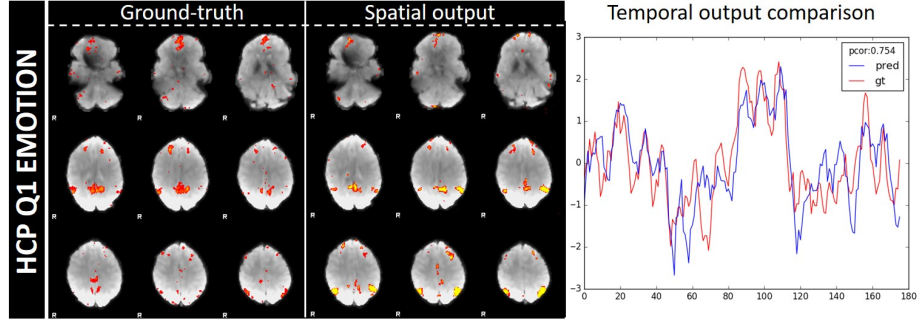 HCP Q1 EMOTION
Ground-truth
Spatial output
Temporal output comparison
R R R R R R
R R R R R R
R R R R R R
pcor:0.754
pred
gt
3
2
1
0
−1
−2
−3
0 20 40 60 80 100 120 140 160 180